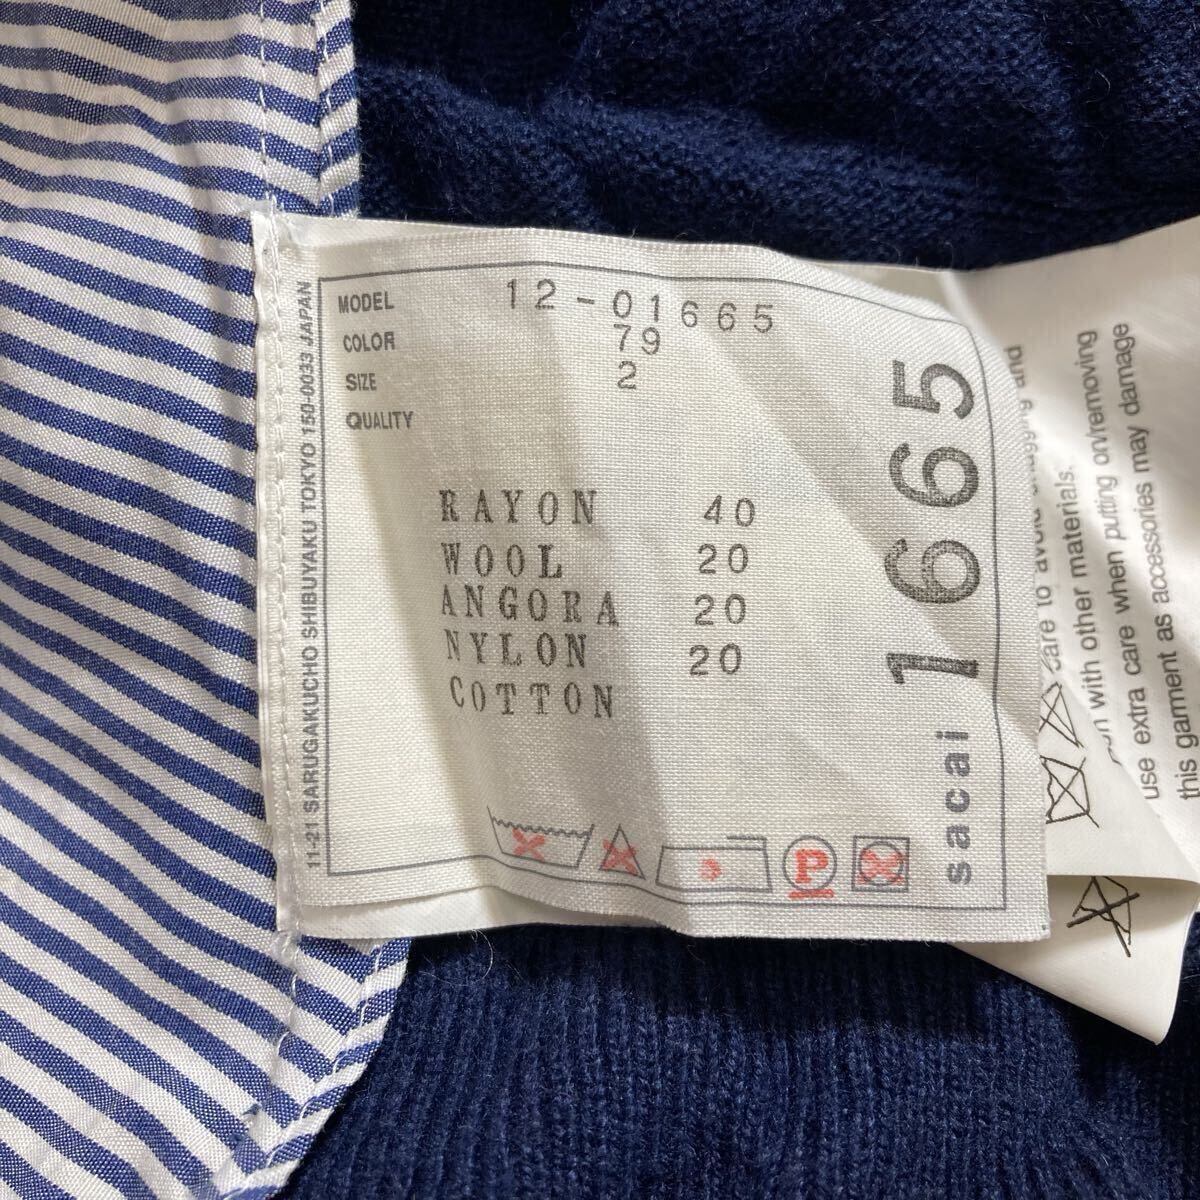 MODEL 12-01665
COLOR 79
SIZE 2
QUALITY
RAYON 40
WOOL 20
ANGORA 20
NYLON 20
COTTON
P
sacai 1665
11-21 SARUGAKUCHO SHIBUYAKU TOKYO 150-0033 JAPAN
care to avoid and
with other materials.
use extra care when putting on/removing
this garment as accessories may damage